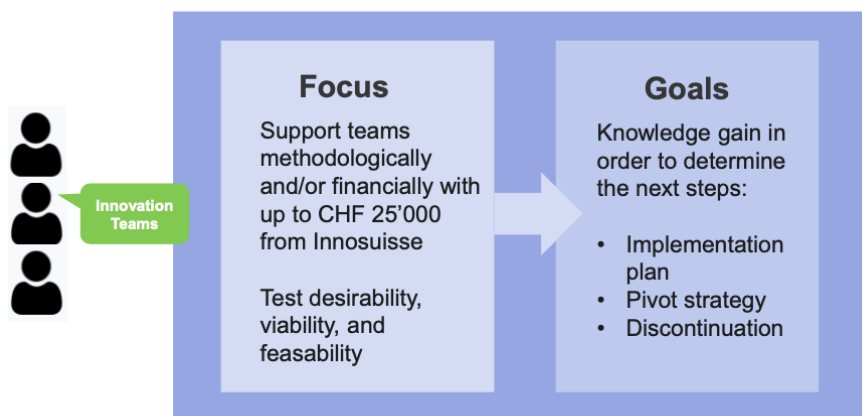 Innovation
Teams
Focus
Support teams
methodologically
and/or financially with
up to CHF 25’000
from Innosuisse
Test desirability,
viability, and
feasability
Goals
Knowledge gain in
order to determine
the next steps:
• Implementation
plan
• Pivot strategy
• Discontinuation